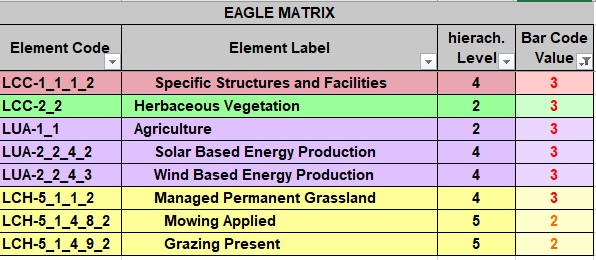 EAGLE MATRIX
Element Code Element Label hierach. Level Bar Code Value
LCC-1_1_1_2 Specific Structures and Facilities 4 3
LCC-2_2 Herbaceous Vegetation 2 3
LUA-1_1 Agriculture 2 3
LUA-2_2_4_2 Solar Based Energy Production 4 3
LUA-2_2_4_3 Wind Based Energy Production 4 3
LCH-5_1_1_2 Managed Permanent Grassland 4 3
LCH-5_1_4_8_2 Mowing Applied 5 2
LCH-5_1_4_9_2 Grazing Present 5 2